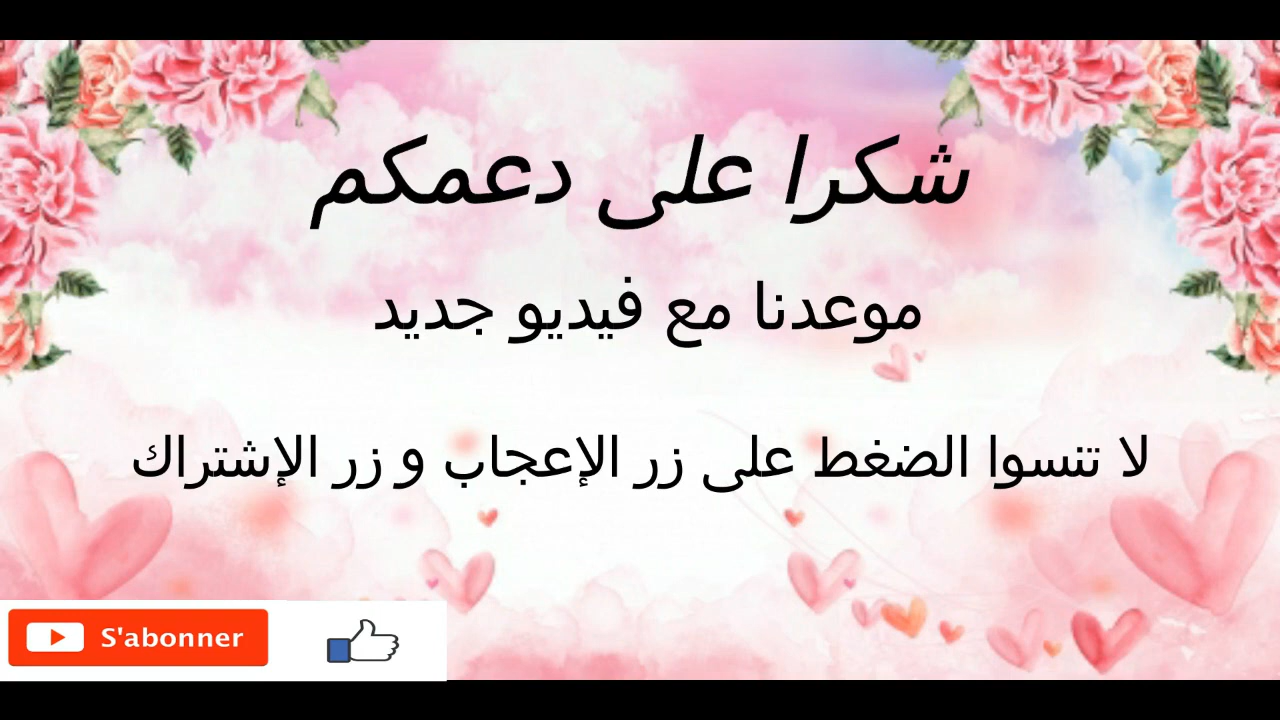 شكرا على دعمكم
موعدنا مع فيديو جديد
لا تنسوا الضغط على زر الإعجاب و زر الإشتراك
S'abonner